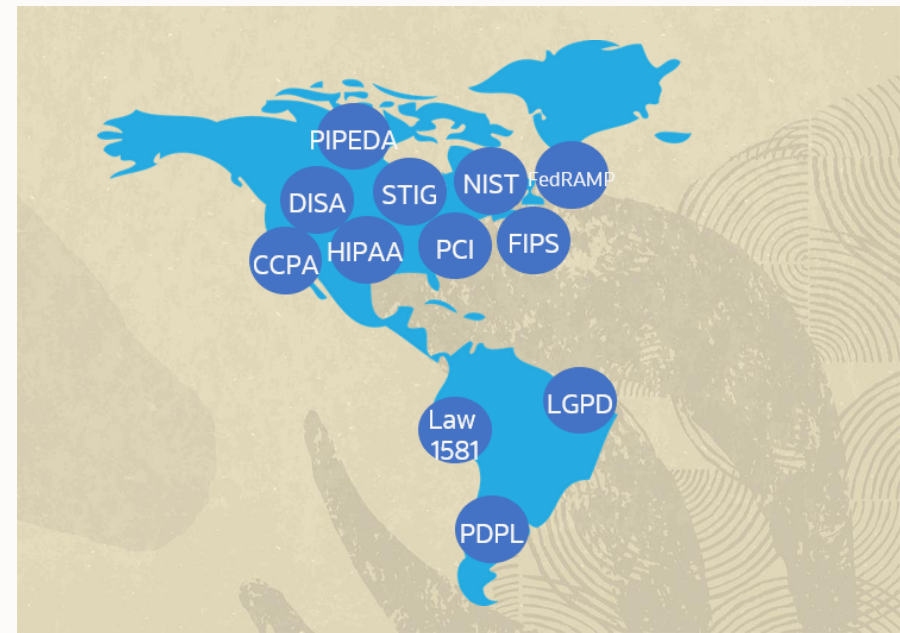 PIPEDA
DISA
STIG
NIST
FedRAMP
CCPA
HIPAA
PCI
FIPS
LGPD
Law
1581
PDPL